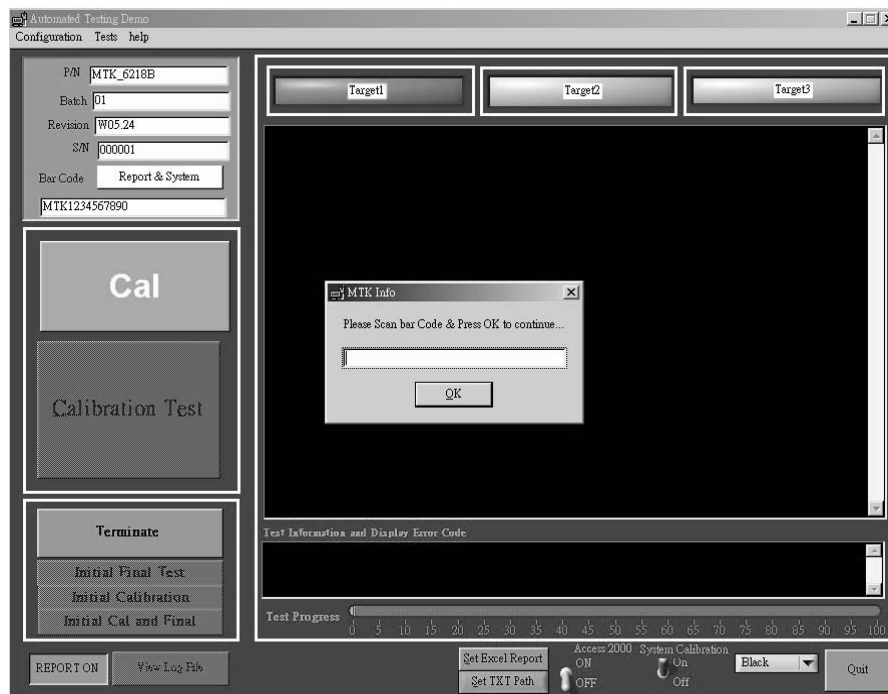 Automated Testing Demo
Configuration Tests help
P/N MTK_6218B
Batch 01
Revision W05.24
S/N 000001
Bar Code Report & System
MTK1234567890
Cal
Calibration Test
Terminate
Initial Final Test
Initial Calibration
Initial Cal and Final
REPORT ON
View Log File
Target1
Target2
Target3
MTK Info
Please Scan bar Code & Press OK to continue...
OK
Test Information and Display Error Code
Test Progress
0 5 10 15 20 25 30 35 40 45 50 55 60 65 70 75 80 85 90 95 100
Set Excel Report
Set TXT Path
Access 2000
ON
OFF
System Calibration
On
Off
Black
Quit